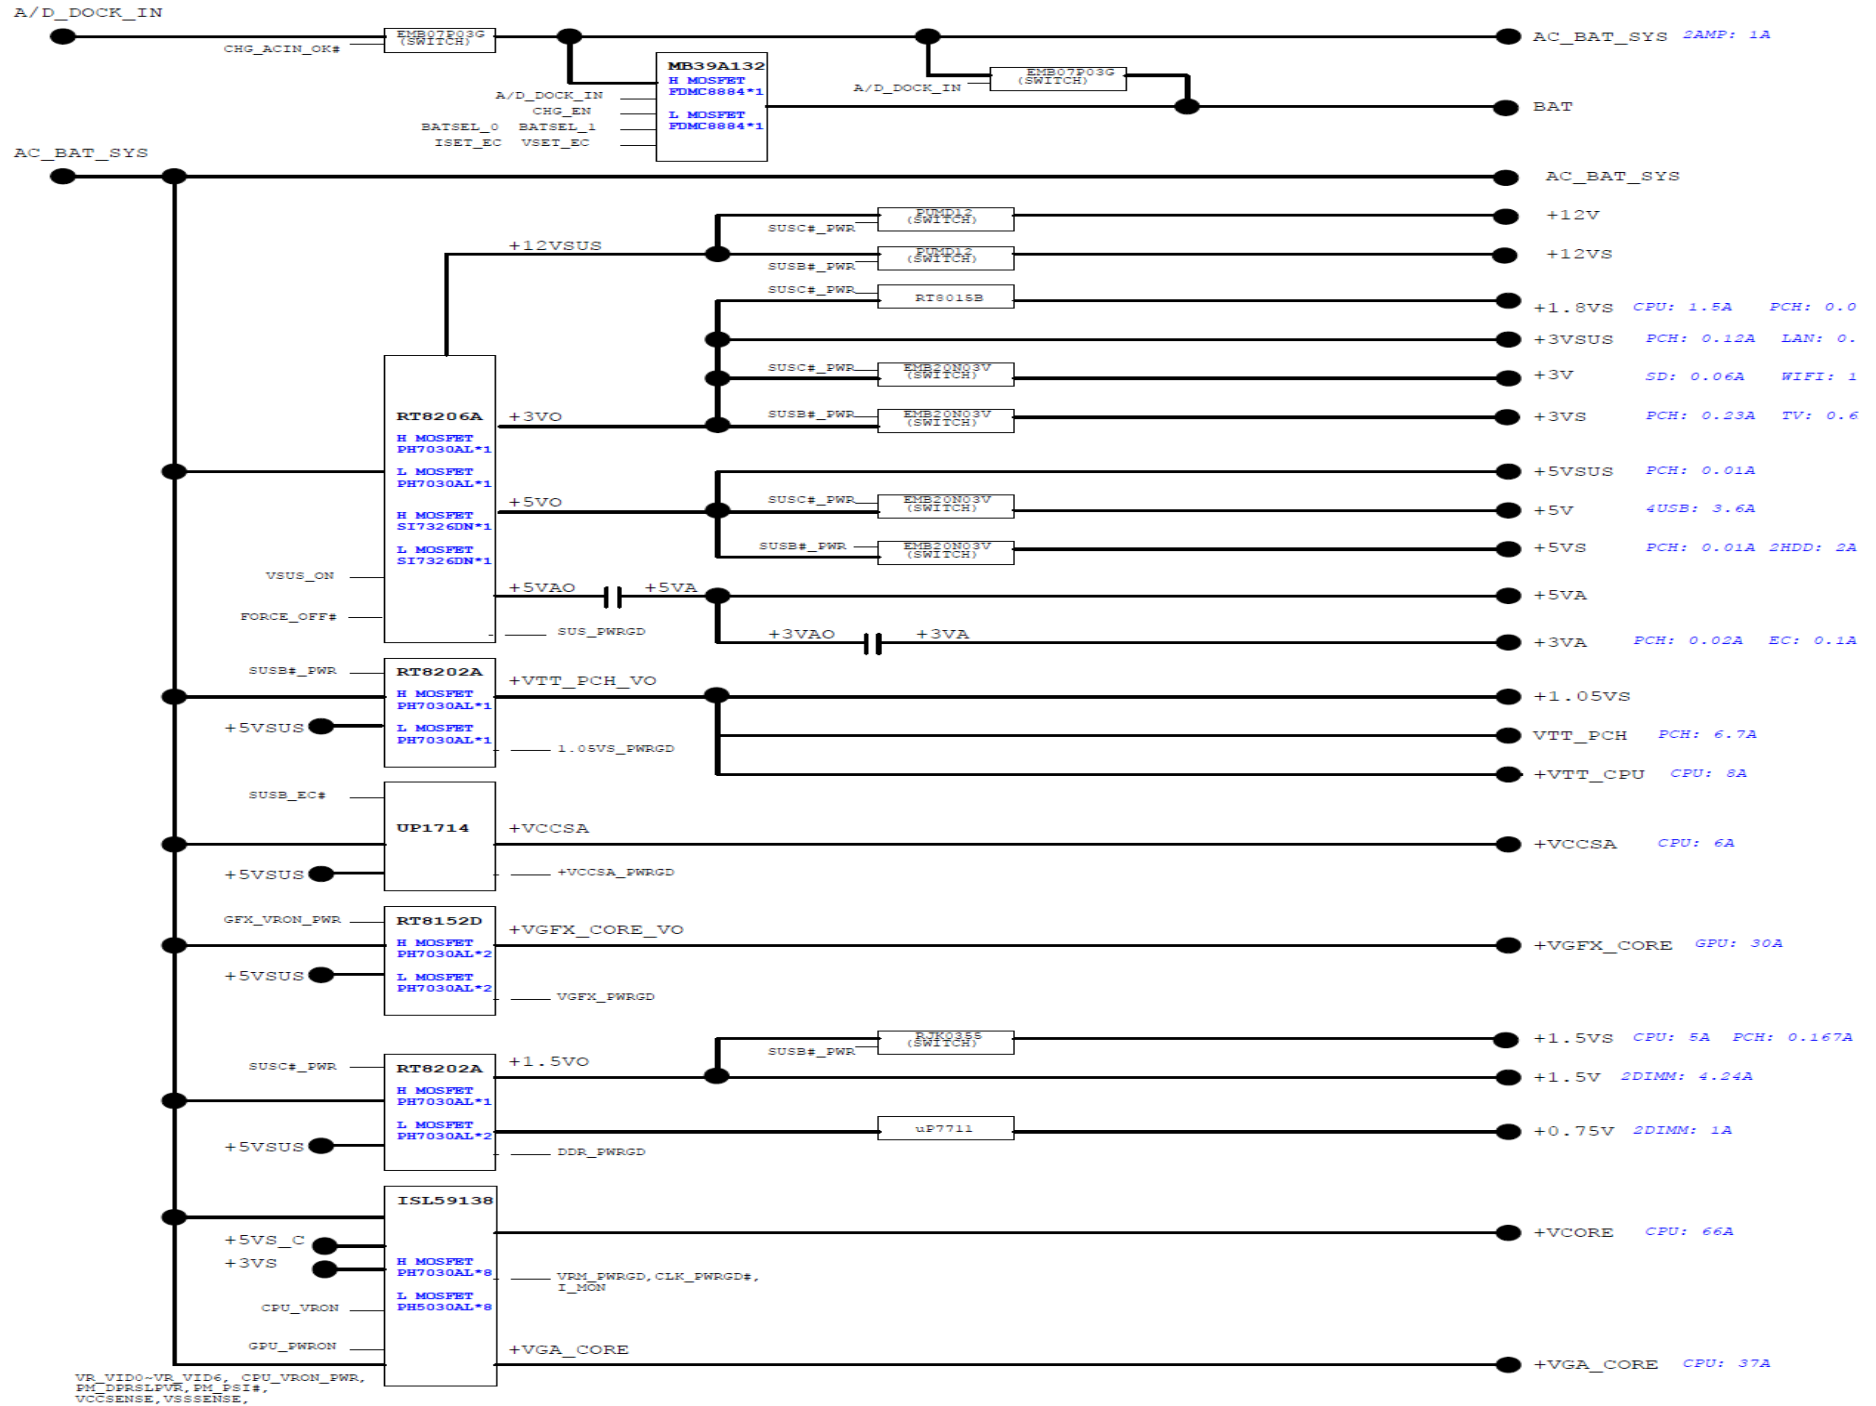 A/D_DOCK_IN
CHG_ACIN_OK#
EMB07P03G
(SWITCH)
AC_BAT_SYS 2AMP: 1A
MB39A132
H MOSFET
FDMC8884*1
L MOSFET
FDMC8884*1
A/D_DOCK_IN
CHG_EN
BATSEL_0 BATSEL_1
ISET_EC VSET_EC
A/D_DOCK_IN
EMB07P03G
(SWITCH)
BAT
AC_BAT_SYS
AC_BAT_SYS
+12VSUS
SUSC#_PWR
PUMD12
(SWITCH)
+12V
SUSB#_PWR
PUMD12
(SWITCH)
+12VS
SUSC#_PWR
RT8015B
+1.8VS CPU: 1.5A PCH: 0.0
+3VSUS PCH: 0.12A LAN: 0.
SUSC#_PWR
EMB20N03V
(SWITCH)
+3V SD: 0.06A WIFI: 1
RT8206A
H MOSFET
PH7030AL*1
L MOSFET
PH7030AL*1
H MOSFET
SI7326DN*1
L MOSFET
SI7326DN*1
+3VO
SUSB#_PWR
EMB20N03V
(SWITCH)
+3VS PCH: 0.23A TV: 0.6
+5VSUS PCH: 0.01A
+5VO
SUSC#_PWR
EMB20N03V
(SWITCH)
+5V 4USB: 3.6A
SUSB#_PWR
EMB20N03V
(SWITCH)
+5VS PCH: 0.01A 2HDD: 2A
VSUS_ON
FORCE_OFF#
+5VAO +5VA
+5VA
SUS_PWRGD
+3VAO +3VA
+3VA PCH: 0.02A EC: 0.1A
SUSB#_PWR
RT8202A
H MOSFET
PH7030AL*1
L MOSFET
PH7030AL*1
+5VSUS
+VTT_PCH_VO
1.05VS_PWRGD
+1.05VS
VTT_PCH PCH: 6.7A
+VTT_CPU CPU: 8A
SUSB_EC#
UP1714
+5VSUS
+VCCSA
+VCCSA_PWRGD
+VCCSA CPU: 6A
GFX_VRON_PWR
RT8152D
H MOSFET
PH7030AL*2
L MOSFET
PH7030AL*2
+5VSUS
+VGFX_CORE_VO
VGFX_PWRGD
+VGFX_CORE GPU: 30A
SUSC#_PWR
RT8202A
H MOSFET
PH7030AL*1
L MOSFET
PH7030AL*2
+5VSUS
+1.5VO
SUSB#_PWR
RJK0355
(SWITCH)
+1.5VS CPU: 5A PCH: 0.167A
+1.5V 2DIMM: 4.24A
uP7711
+0.75V 2DIMM: 1A
DDR_PWRGD
ISL59138
H MOSFET
PH7030AL*8
L MOSFET
PH5030AL*8
+5VS_C
+3VS
CPU_VRON
GPU_PWRON
+VCORE CPU: 66A
VRM_PWRGD,CLK_PWRGD#,
I_MON
+VGA_CORE
+VGA_CORE CPU: 37A
VR_VID0~VR_VID6, CPU_VRON_PWR,
PM_DPRSLPVR,PM_PSI#,
VCCSENSE,VSSSENSE,